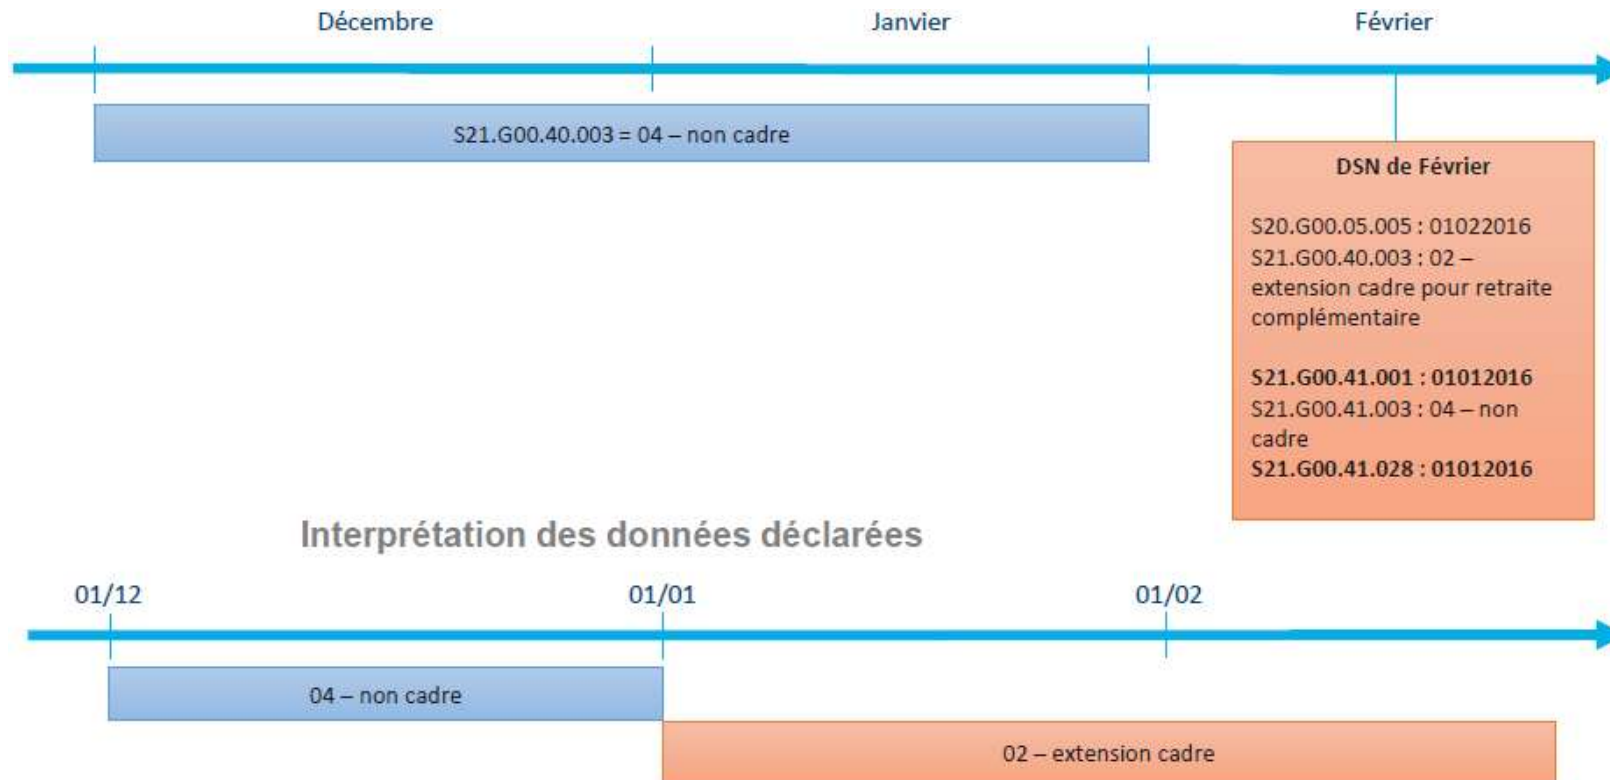 Décembre
Janvier
Février
S21.G00.40.003 = 04 – non cadre
DSN de Février
S20.G00.05.005 : 01022016
S21.G00.40.003 : 02 –
extension cadre pour retraite
complémentaire
S21.G00.41.001 : 01012016
S21.G00.41.003 : 04 – non
cadre
S21.G00.41.028 : 01012016
Interprétation des données déclarées
01/12
01/01
01/02
04 – non cadre
02 – extension cadre